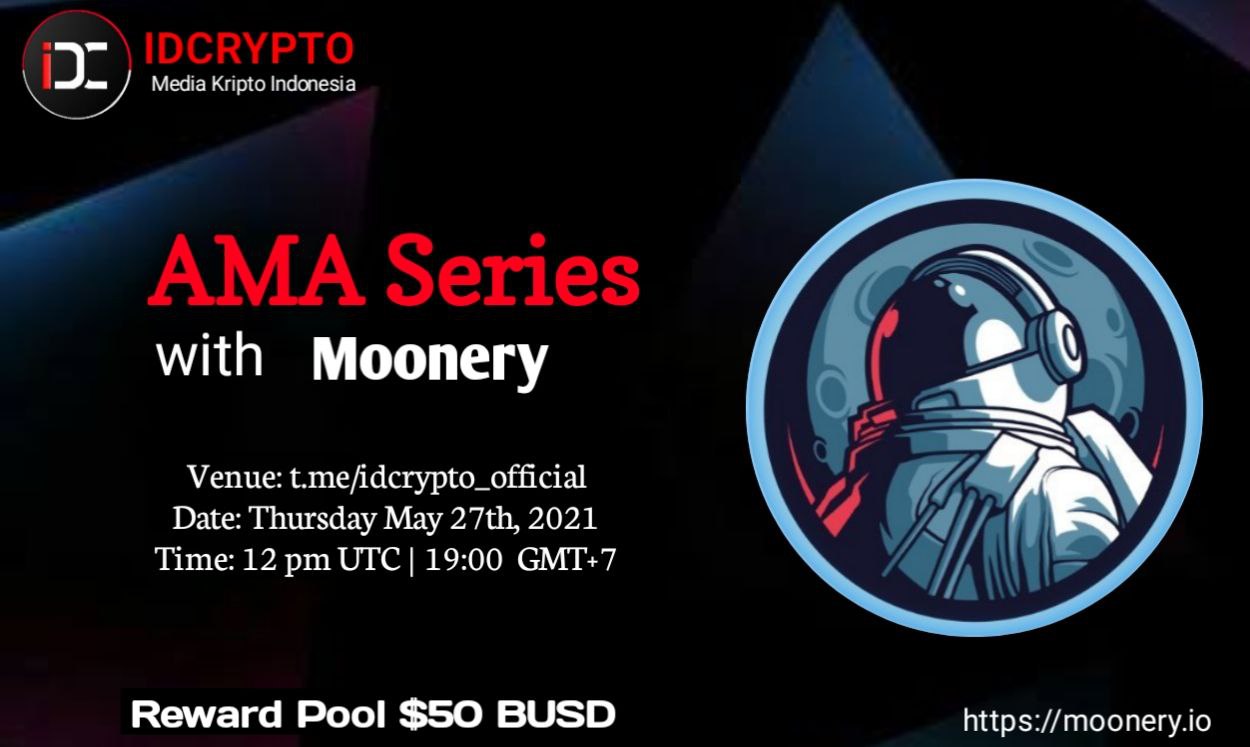 iDC
IDCRYPTO
Media Kripto Indonesia
AMA Series
with Moonery
Venue: t.me/idcrypto_official
Date: Thursday May 27th, 2021
Time: 12 pm UTC | 19:00 GMT+7
Reward Pool $50 BUSD
https://moonery.io